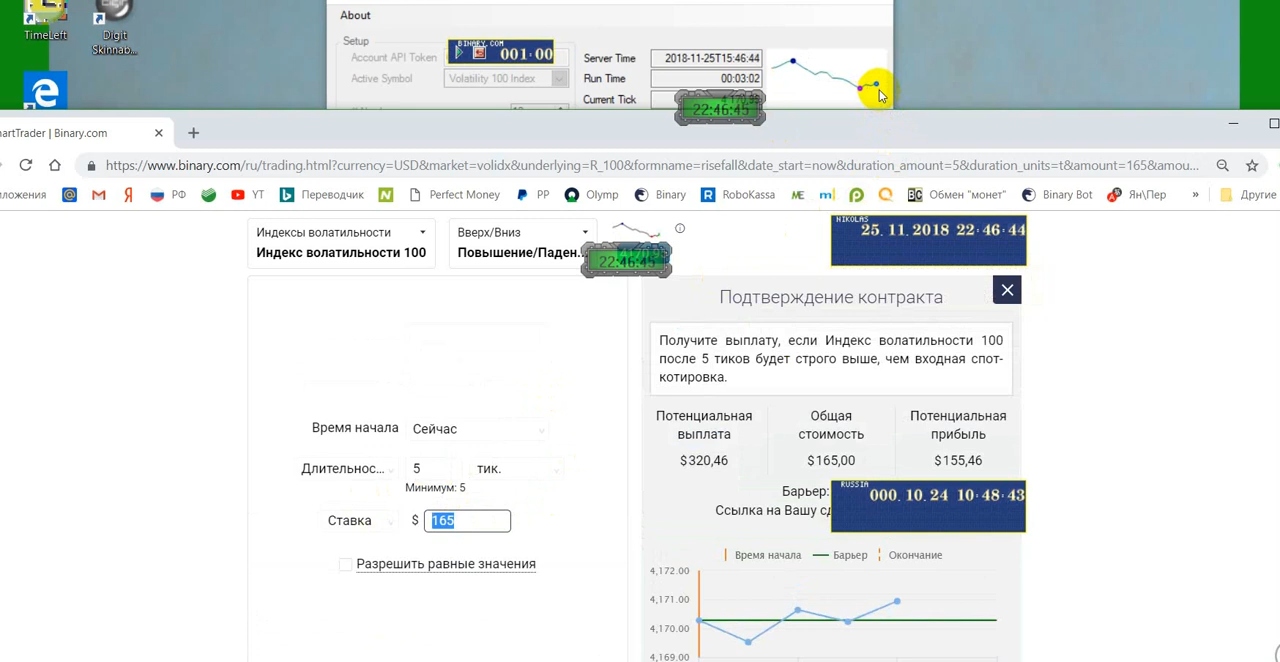 TimeLeft
Digit
Skinnab...
About
Setup
Account API Token
BINARY.COM
001:00
Active Symbol
Volatility 100 Index
Server Time
2018-11-25T15:46:44
Run Time
00:03:02
Current Tick
22:46:45
martTrader | Binary.com
https://www.binary.com/ru/trading.html?currency=USD&market=volidx&underlying=R_100&formname=risefall&date_start=now&duration_amount=5&duration_units=t&amount=165&amou...
иложения
РФ
YT
Переводчик
Perfect Money
PP
Olymp
Binary
RoboKassa
Обмен "монет"
Binary Bot
Ян\Пер
»
Другие
Индексы волатильности
Индекс волатильности 100
Вверх/Вниз
Повышение/Паден...
22:46:45
NIKOLAS
25.11.2018 22:46:44
Подтверждение контракта
Получите выплату, если Индекс волатильности 100
после 5 тиков будет строго выше, чем входная спот-
котировка.
Потенциальная
выплата
$320,46
Общая
стоимость
$165,00
Потенциальная
прибыль
$155,46
Барьер:
Ссылка на Вашу сд
RUSSIA
000.10.24 10:48:43
Время начала
Сейчас
Длительнос...
5
тик.
Минимум: 5
Ставка
$
165
Разрешить равные значения
Время начала
Барьер
Окончание
4,172.00
4,171.00
4,170.00
4,169.00